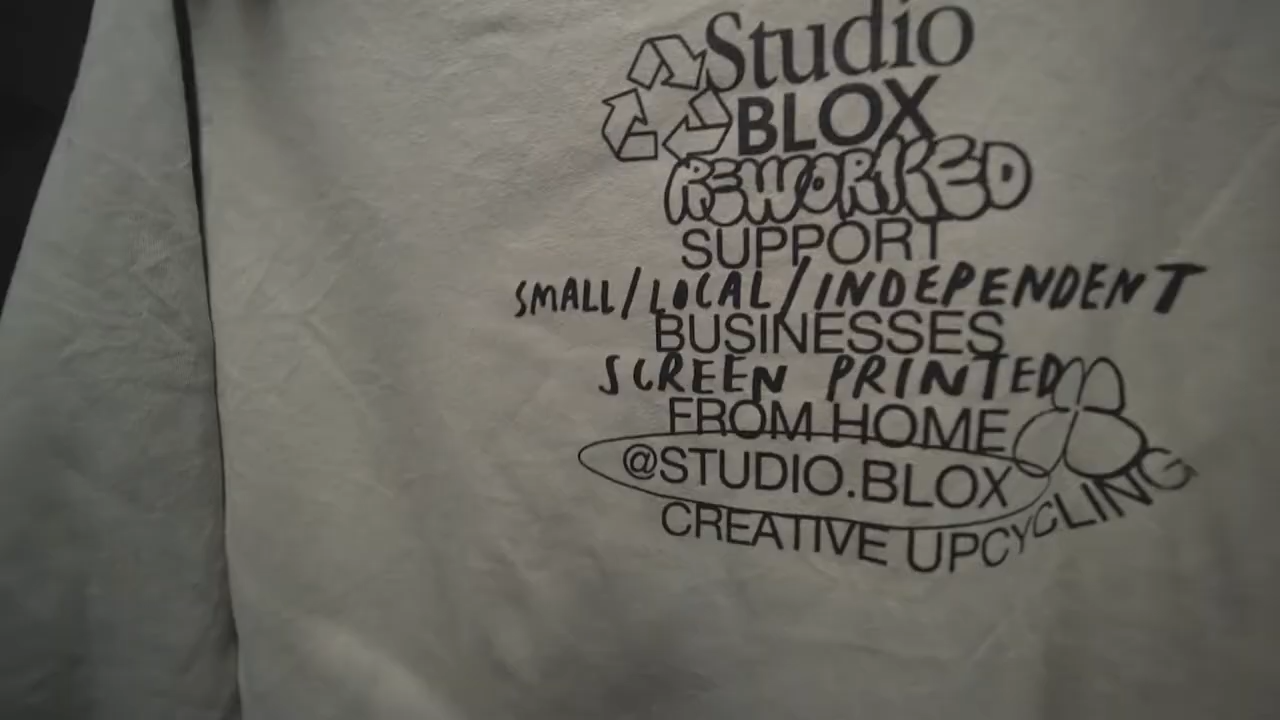 Studio
BLOX
REWORKED
SUPPORT
SMALL/LOCAL/INDEPENDENT
BUSINESSES
SCREEN PRINTED
FROM HOME
@STUDIO.BLOX
CREATIVE UPCYCLING